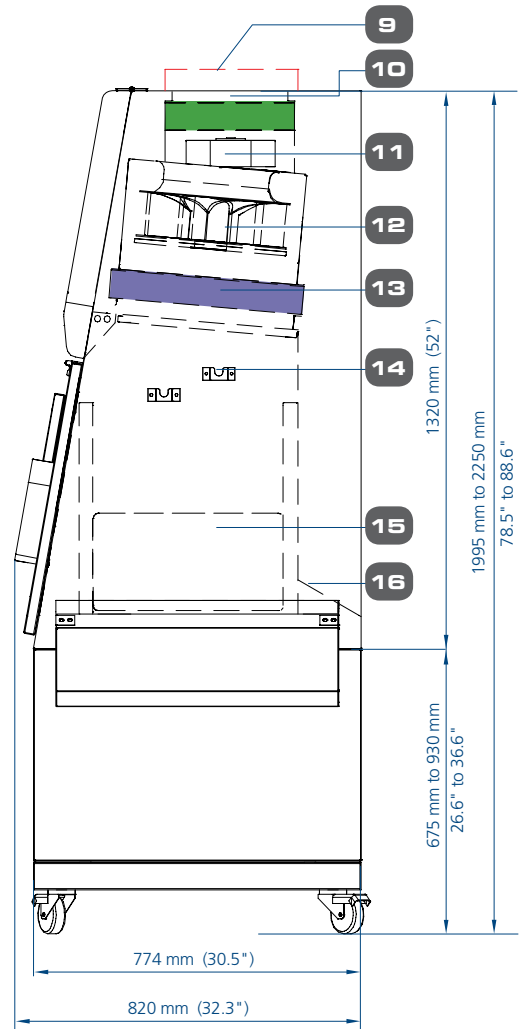 9
10
11
12
13
14
15
16
1320 mm (52")
1995 mm to 2250 mm
78.5" to 88.6"
675 mm to 930 mm
26.6" to 36.6"
774 mm (30.5")
820 mm (32.3")